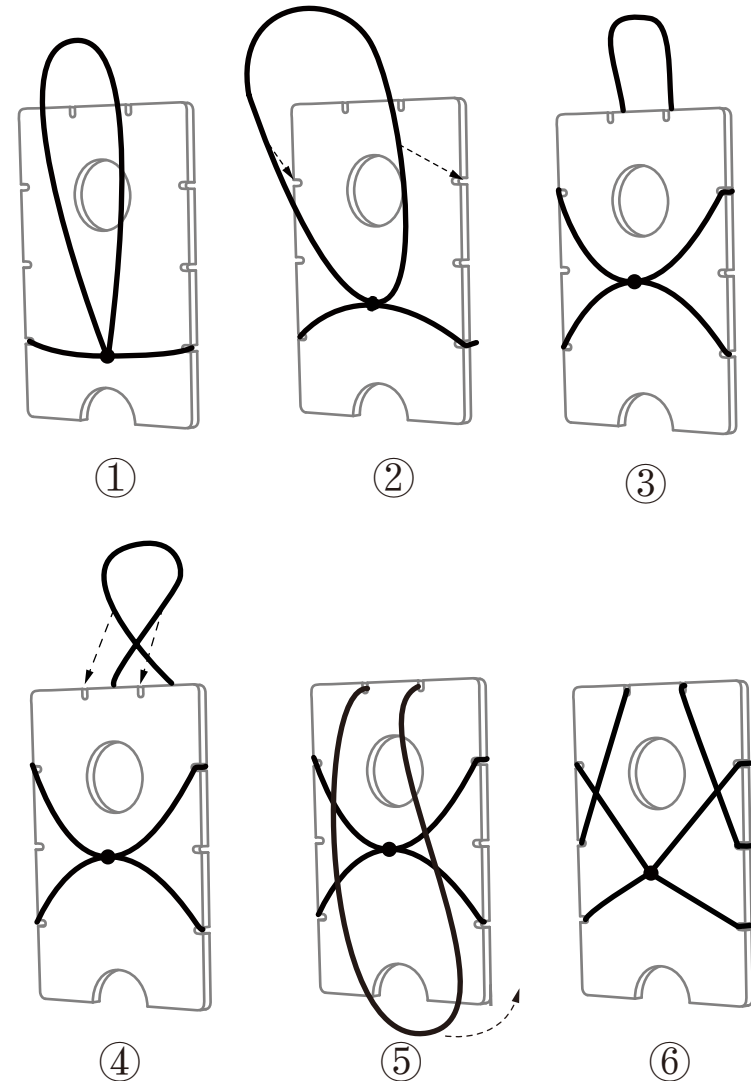 ① ② ③
④ ⑤ ⑥